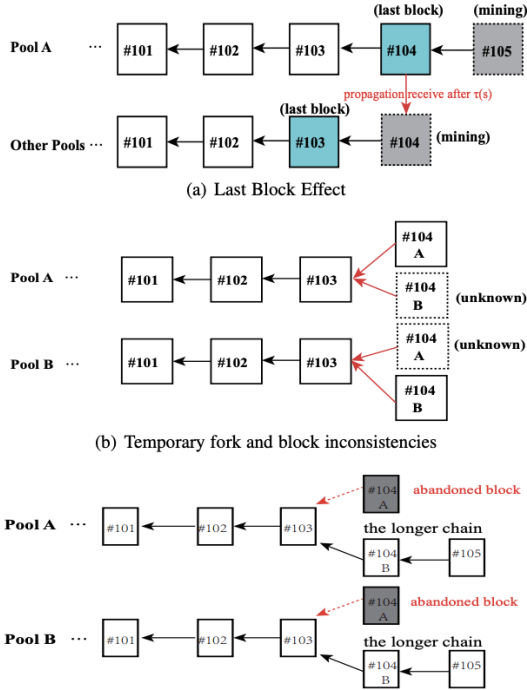 (last block) (mining)
Pool A ··· #101 #102 #103 #104 #105
propagation receive after τ(s)
(last block)
Other Pools ··· #101 #102 #103 #104 (mining)
(a) Last Block Effect
#104
A
Pool A ··· #101 #102 #103
#104
B (unknown)
#104
A (unknown)
Pool B ··· #101 #102 #103
#104
B
(b) Temporary fork and block inconsistencies
#104
A abandoned block
Pool A ··· #101 #102 #103
the longer chain
#104
B #105
#104
A abandoned block
Pool B ··· #101 #102 #103
the longer chain
#104
B #105